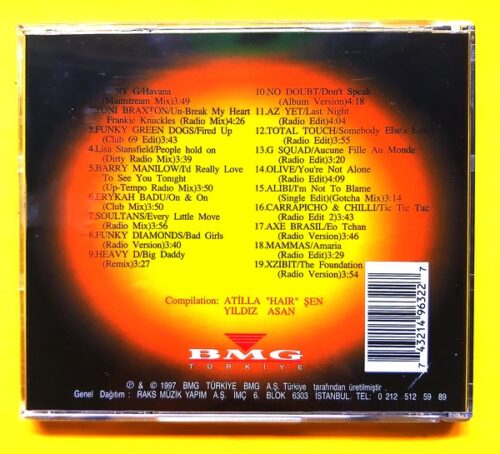 NY G/Havana
(Mainstream Mix)3:49
TONI BRAXTON/Un-Break My Heart
Frankie Knuckles (Radio Mix)4:26
3.FUNKY GREEN DOGS/Fired Up
(Club 69 Edit)3:43
4.Lisa Stansfield/People hold on
(Dirty Radio Mix)3:39
5.BARRY MANILOW/I'd Really Love
To See You Tonight
(Up-Tempo Radio Mix)3:50
6.ERYKAH BADU/On & On
(Club Mix)3:50
7.SOULTANS/Every Little Move
(Radio Mix)3:56
8.FUNKY DIAMONDS/Bad Girls
(Radio Version)3:40
9.HEAVY D/Big Daddy
(Remix)3:27
10.NO DOUBT/Don't Speak
(Album Version)4:18
11.AZ YET/Last Night
(Radio Edit)4:04
12.TOTAL TOUCH/Somebody Else's Lover
(Radio Edit)3:55
13.G SQUAD/Aucune Fille Au Monde
(Radio Edit)3:20
14.OLIVE/You're Not Alone
(Radio Edit)4:09
15.ALIBI/I'm Not To Blame
(Single Edit)(Gotcha Mix)3:14
16.CARRAPICHO & CHILLI/Tic Tic Tac
(Radio Edit 2)3:43
17.AXE BRASIL/Eo Tchan
(Radio Version)3:46
18.MAMMAS/Amaria
(Radio Edit)3:29
19.XZIBIT/The Foundation
(Radio Version)3:54
Compilation: ATİLLA "HAIR" ŞEN
YILDIZ ASAN
7 43214 96322 7
BMG
TÜRKİYE
℗ & © 1997 BMG TÜRKİYE BMG A.Ş. Türkiye tarafından üretilmiştir.
Genel Dağıtım : RAKS MÜZİK YAPIM A.Ş. İMÇ 6. BLOK 6303 İSTANBUL TEL: 0 212 512 59 89